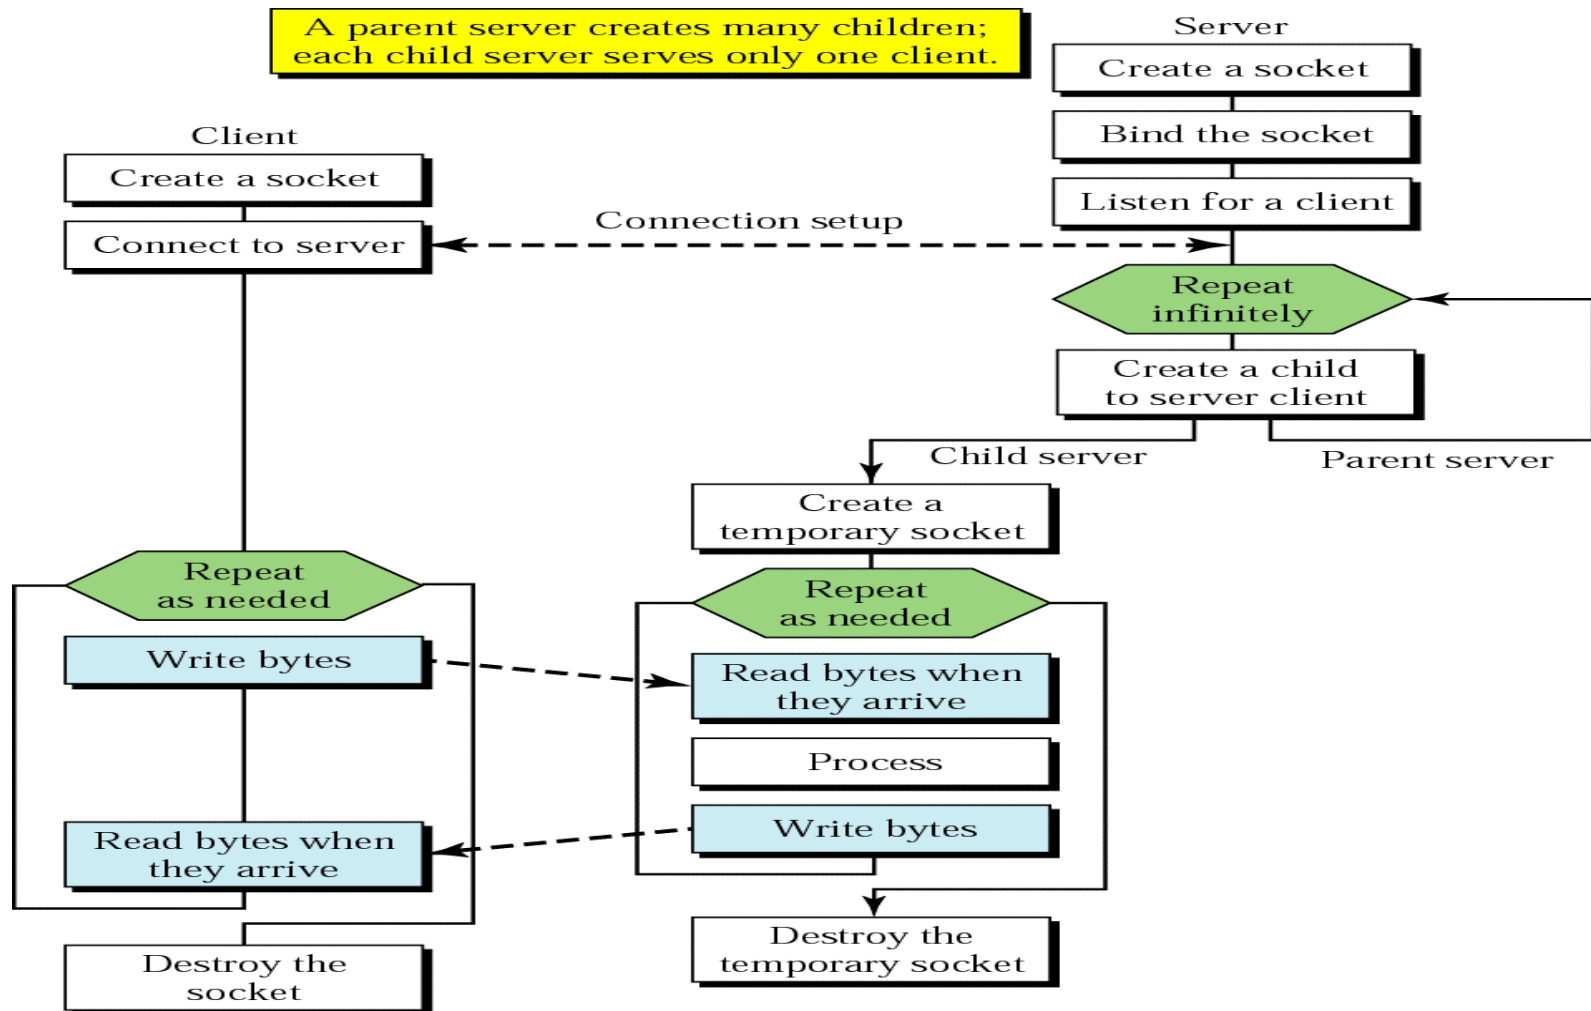 A parent server creates many children;
each child server serves only one client.
Server
Create a socket
Bind the socket
Listen for a client
Client
Create a socket
Connect to server
Connection setup
Repeat
infinitely
Create a child
to server client
Child server
Parent server
Create a
temporary socket
Repeat
as needed
Write bytes
Read bytes when
they arrive
Destroy the
socket
Repeat
as needed
Read bytes when
they arrive
Process
Write bytes
Destroy the
temporary socket